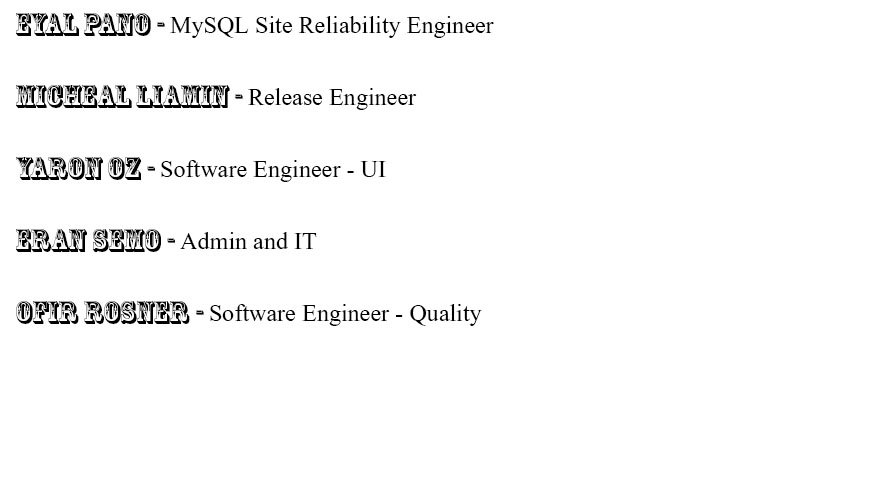 EYAL PANO - MySQL Site Reliability Engineer
MICHEAL LIAMIN - Release Engineer
YARON OZ - Software Engineer - UI
ERAN SEMO - Admin and IT
OFIR ROSNER - Software Engineer - Quality